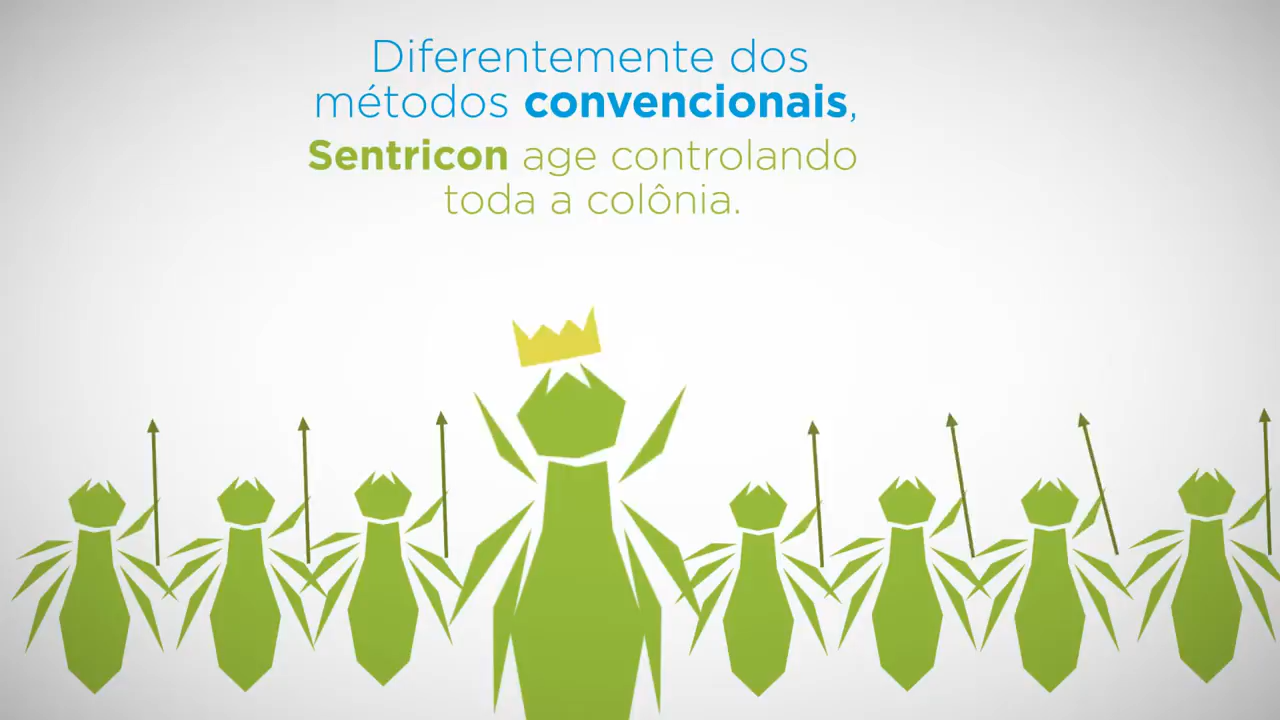 Diferentemente dos
métodos convencionais,
Sentricon age controlando
toda a colônia.